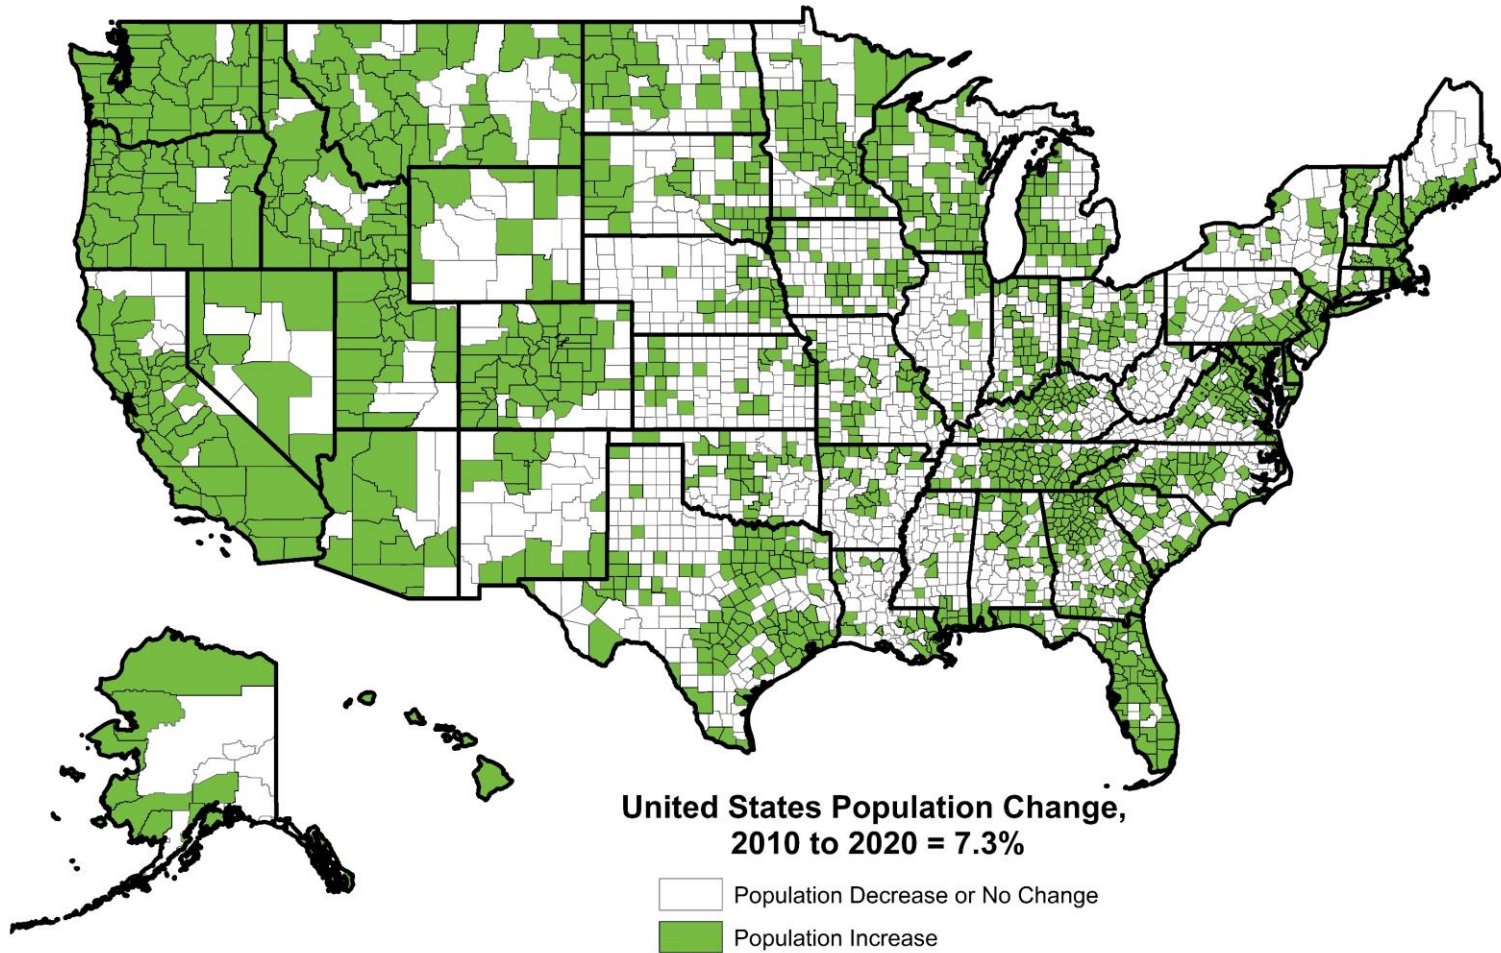 United States Population Change,
2010 to 2020 = 7.3%
Population Decrease or No Change
Population Increase